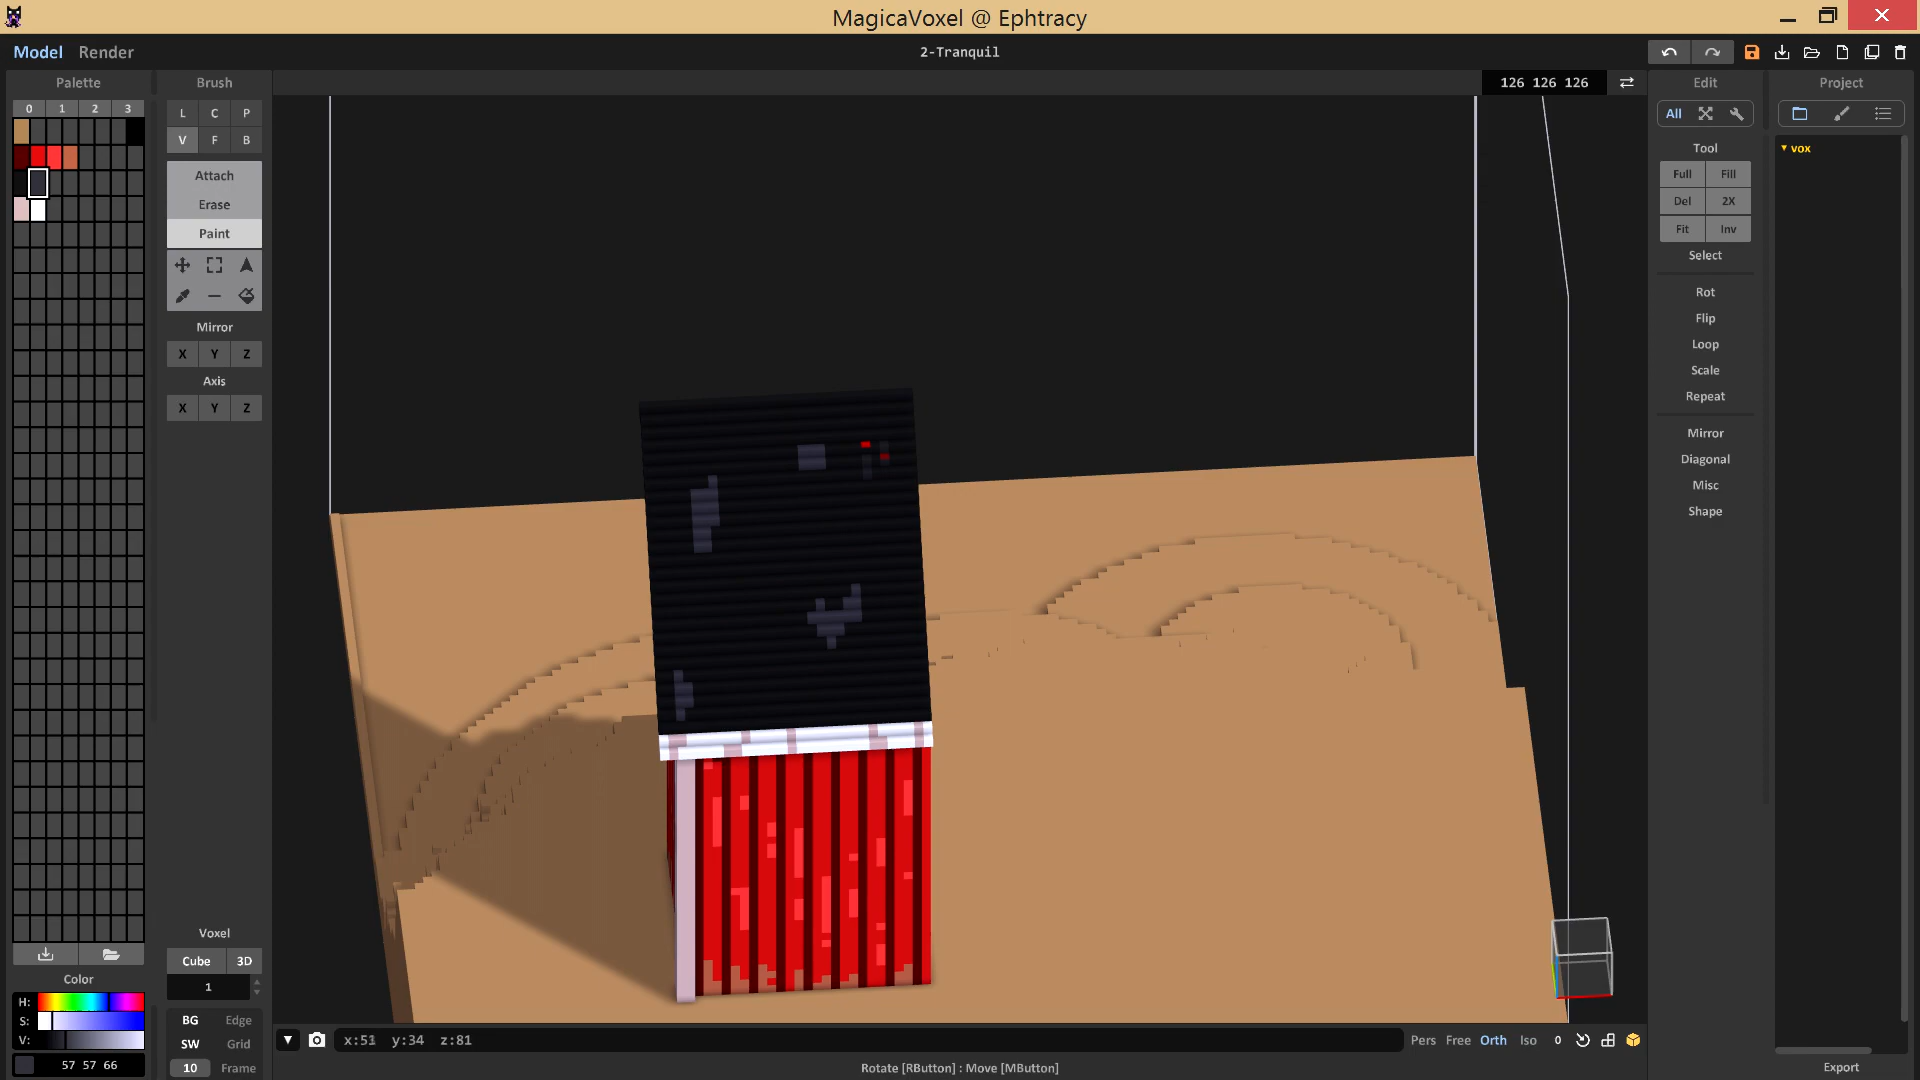 MagicaVoxel @ Ephtracy
Model Render
2-Tranquil
Palette
Brush
126 126 126
Edit
Project
0 1 2 3
L C P
V F B
All
Attach
Erase
Paint
Tool
Full Fill
Del 2X
Fit Inv
Select
vox
Rot
Flip
Loop
Scale
Repeat
Mirror
X Y Z
Axis
X Y Z
Mirror
Diagonal
Misc
Shape
Voxel
Cube 3D
1
Color
H:
S:
V:
57 57 66
BG Edge
SW Grid
10 Frame
x:51 y:34 z:81
Pers Free Orth Iso 0
Rotate [RButton] : Move [MButton]
Export